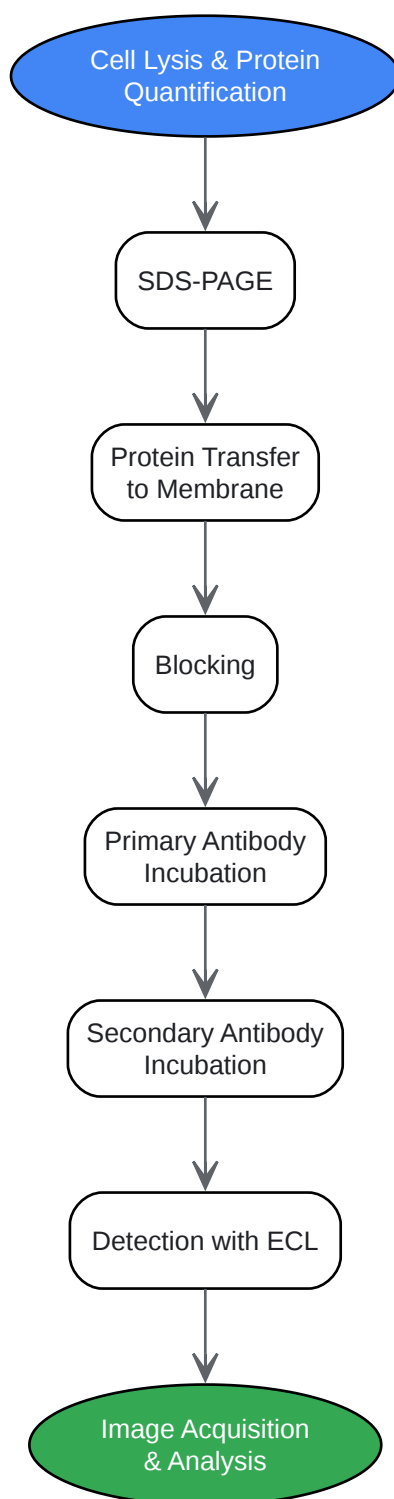 Cell Lysis & Protein
Quantification
SDS-PAGE
Protein Transfer
to Membrane
Blocking
Primary Antibody
Incubation
Secondary Antibody
Incubation
Detection with ECL
Image Acquisition
& Analysis